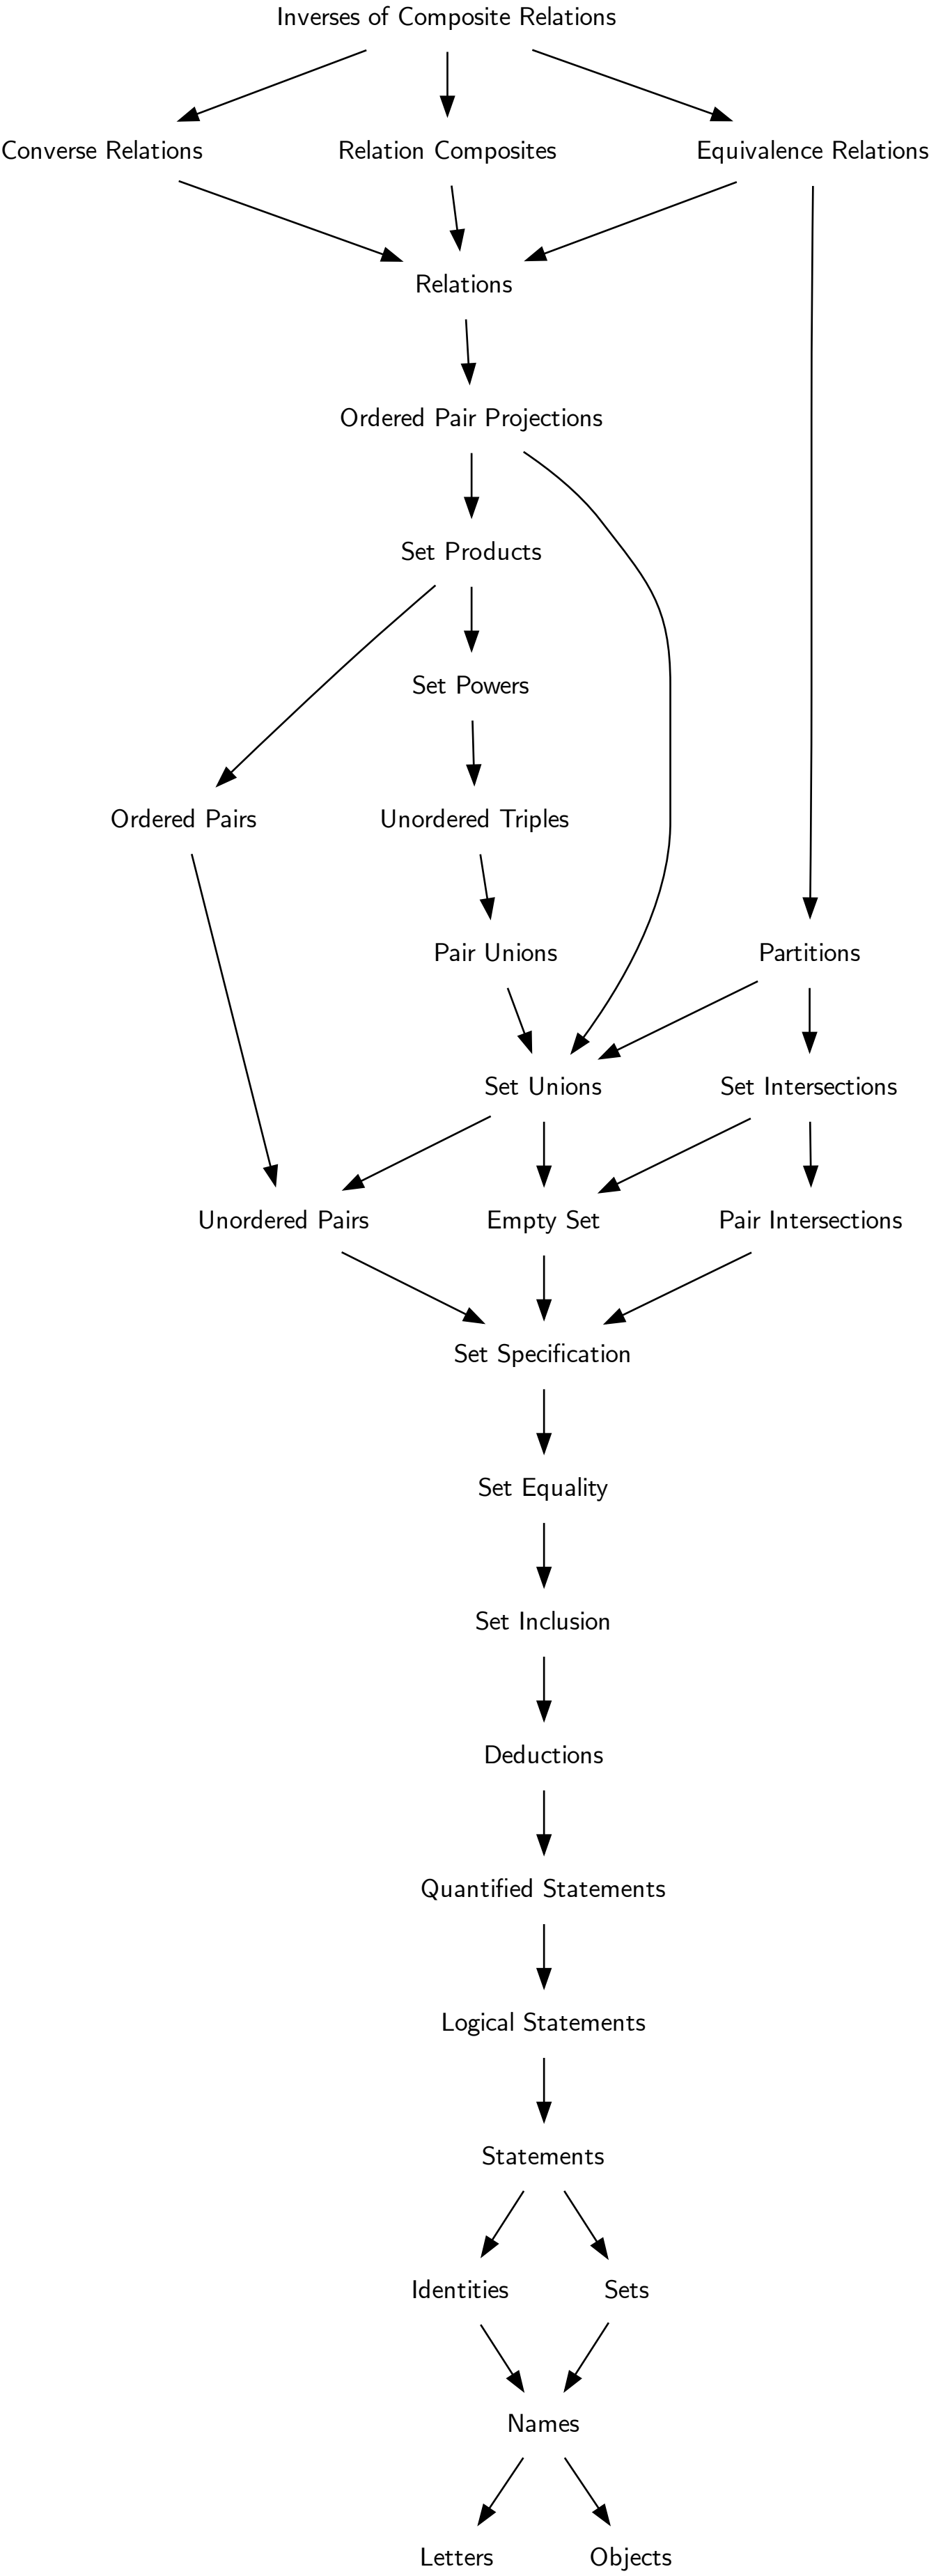 Inverses of Composite Relations
Converse Relations
Relation Composites
Equivalence Relations
Relations
Ordered Pair Projections
Set Products
Set Powers
Ordered Pairs
Unordered Triples
Pair Unions
Partitions
Set Unions
Set Intersections
Unordered Pairs
Empty Set
Pair Intersections
Set Specification
Set Equality
Set Inclusion
Deductions
Quantified Statements
Logical Statements
Statements
Identities
Sets
Names
Letters
Objects